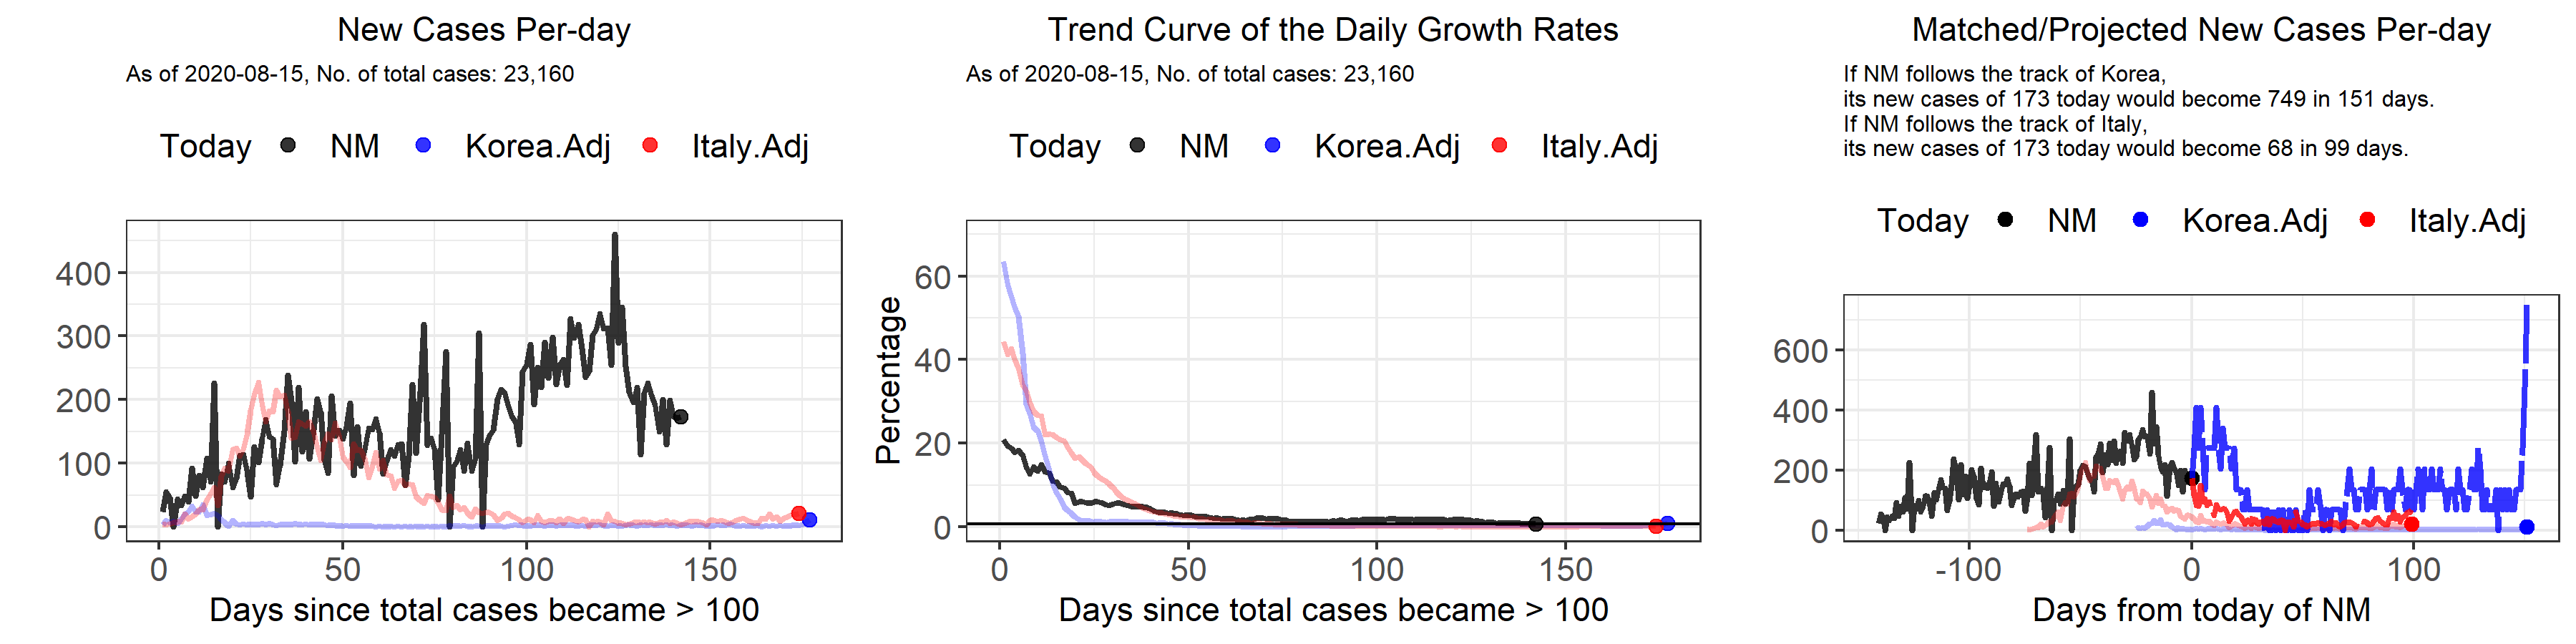 New Cases Per-day
As of 2020-08-15, No. of total cases: 23,160
Today NM Korea.Adj Italy.Adj
400
300
200
100
0
0 50 100 150
Days since total cases became > 100
Trend Curve of the Daily Growth Rates
As of 2020-08-15, No. of total cases: 23,160
Today NM Korea.Adj Italy.Adj
Percentage
60
40
20
0
0 50 100 150
Days since total cases became > 100
Matched/Projected New Cases Per-day
If NM follows the track of Korea,
its new cases of 173 today would become 749 in 151 days.
If NM follows the track of Italy,
its new cases of 173 today would become 68 in 99 days.
Today NM Korea.Adj Italy.Adj
600
400
200
0
-100 0 100
Days from today of NM